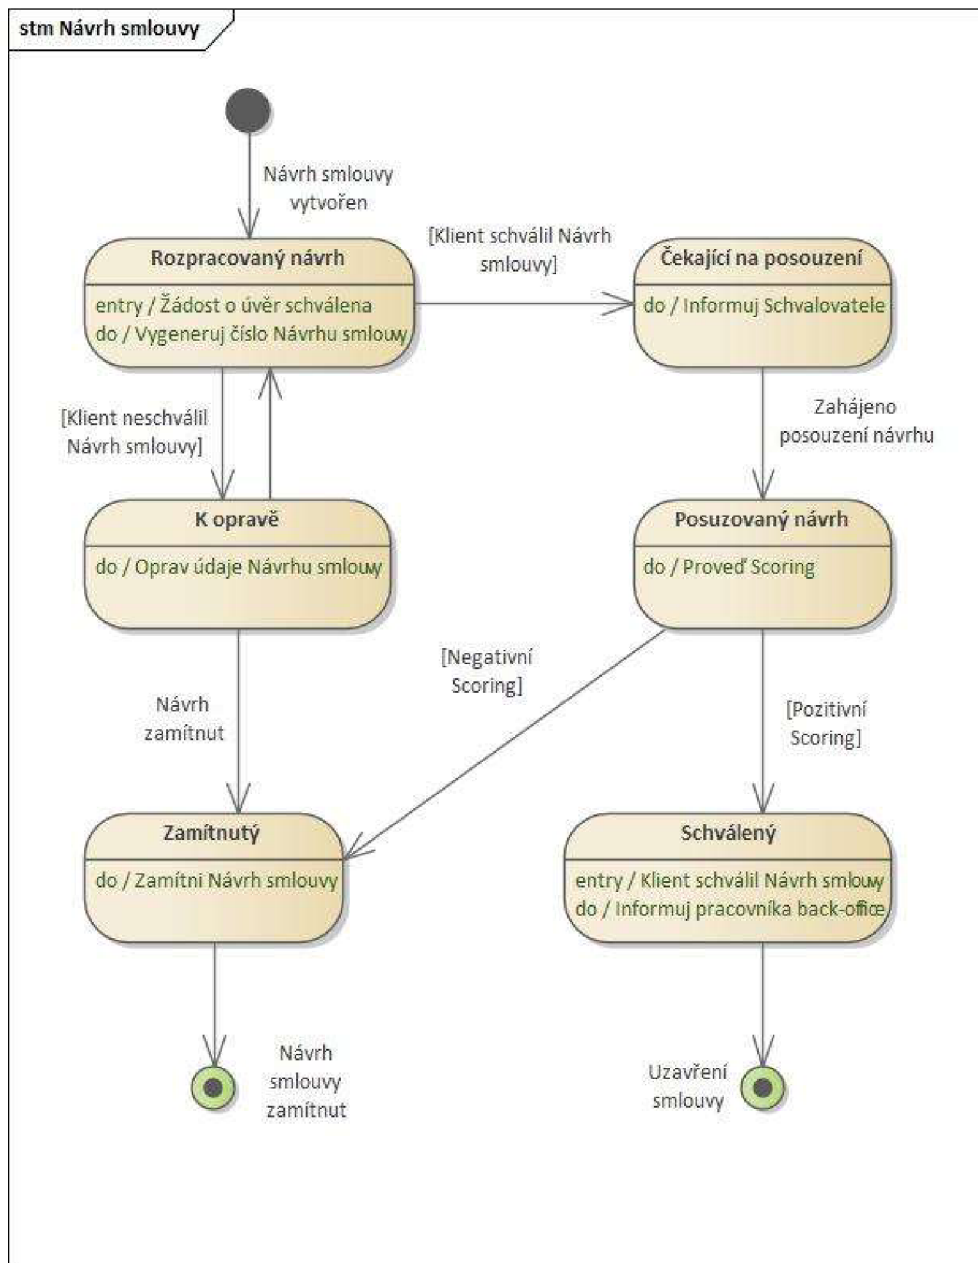 stm Návrh smlouvy
Návrh smlouvy
vytvořen
[Klient schválil Návrh
smlouvy]
Rozpracovaný návrh
entry / Žádost o úvěr schválena
do / Vygeneruj číslo Návrhu smlouvy
Čekající na posouzení
do / Informuj Schvalovatele
[Klient neschválil
Návrh smlouvy]
Zahájeno
posouzení návrhu
K opravě
do / Oprav údaje Návrhu smlouvy
Posuzovaný návrh
do / Proveď Scoring
[Negativní
Scoring]
Návrh
zamítnut
[Pozitivní
Scoring]
Zamítnutý
do / Zamítni Návrh smlouvy
Schválený
entry / Klient schválil Návrh smlouvy
do / Informuj pracovníka back-office
Návrh
smlouvy
zamítnut
Uzavření
smlouvy